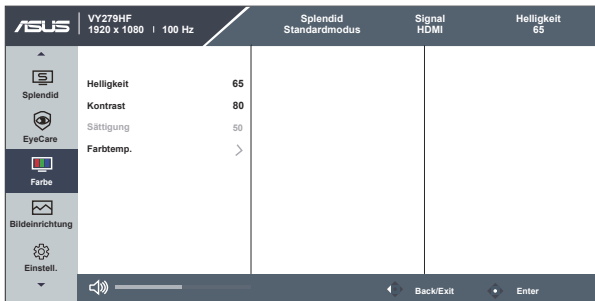 ASUS
VY279HF
1920 x 1080 | 100 Hz
Splendid
Standardmodus
Signal
HDMI
Helligkeit
65
Splendid
EyeCare
Farbe
Bildeinrichtung
Einstell.
Helligkeit 65
Kontrast 80
Sättigung 50
Farbtemp.
Back/Exit
Enter